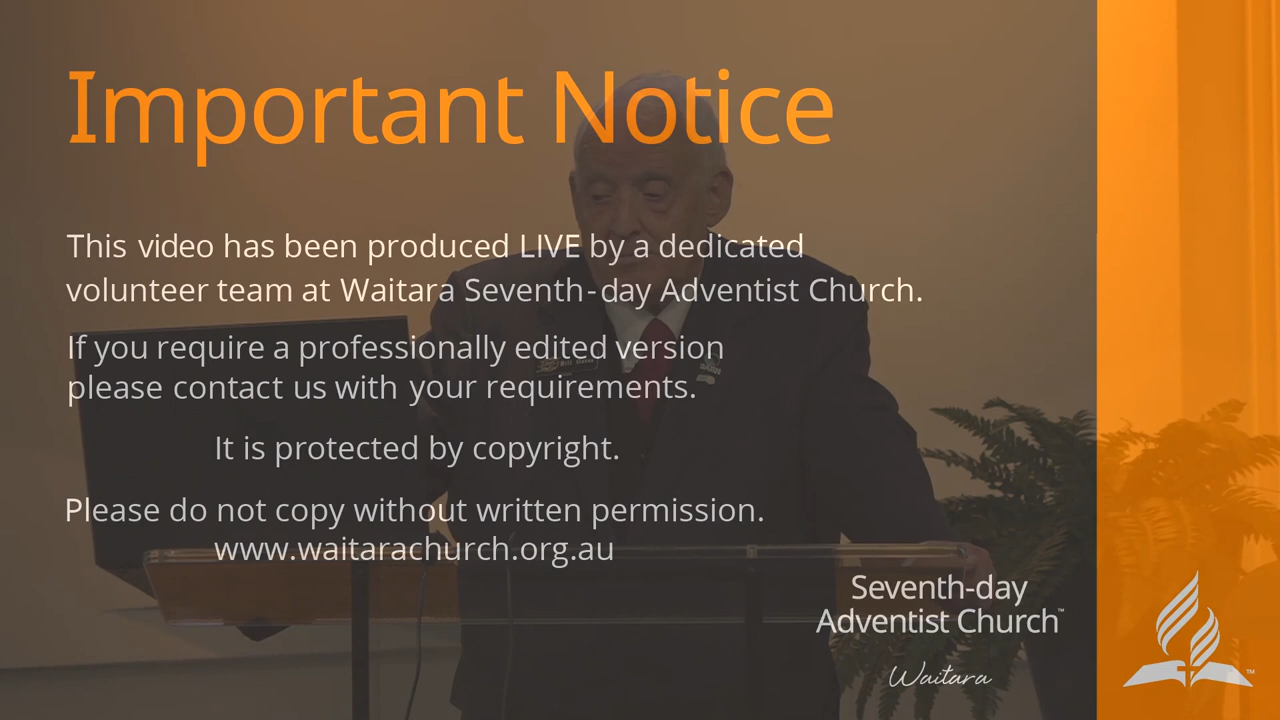 Important Notice
This video has been produced LIVE by a dedicated
volunteer team at Waitara Seventh-day Adventist Church.
If you require a professionally edited version
please contact us with your requirements.
It is protected by copyright.
Please do not copy without written permission.
www.waitarachurch.org.au
Seventh-day
Adventist Church™
Waitara
™